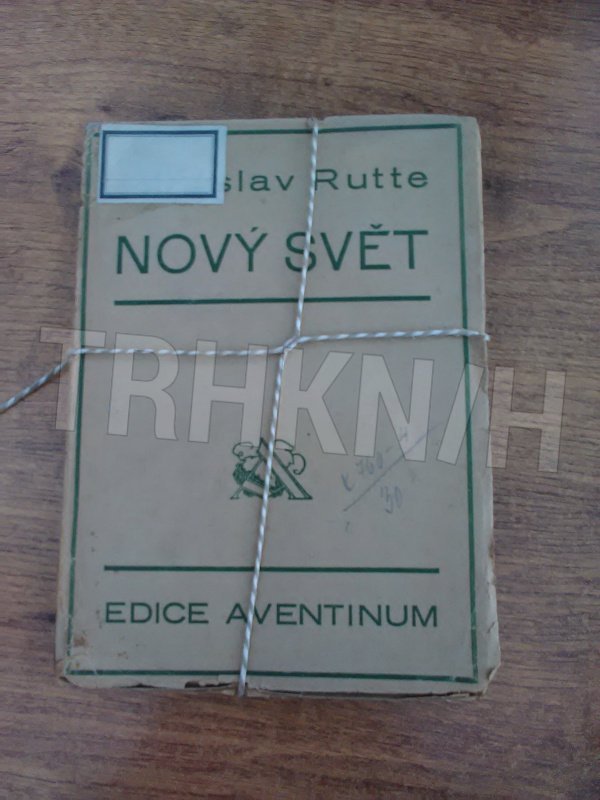 slav Rutte
NOVÝ SVĚT
TRHKNIH
EDICE AVENTINUM